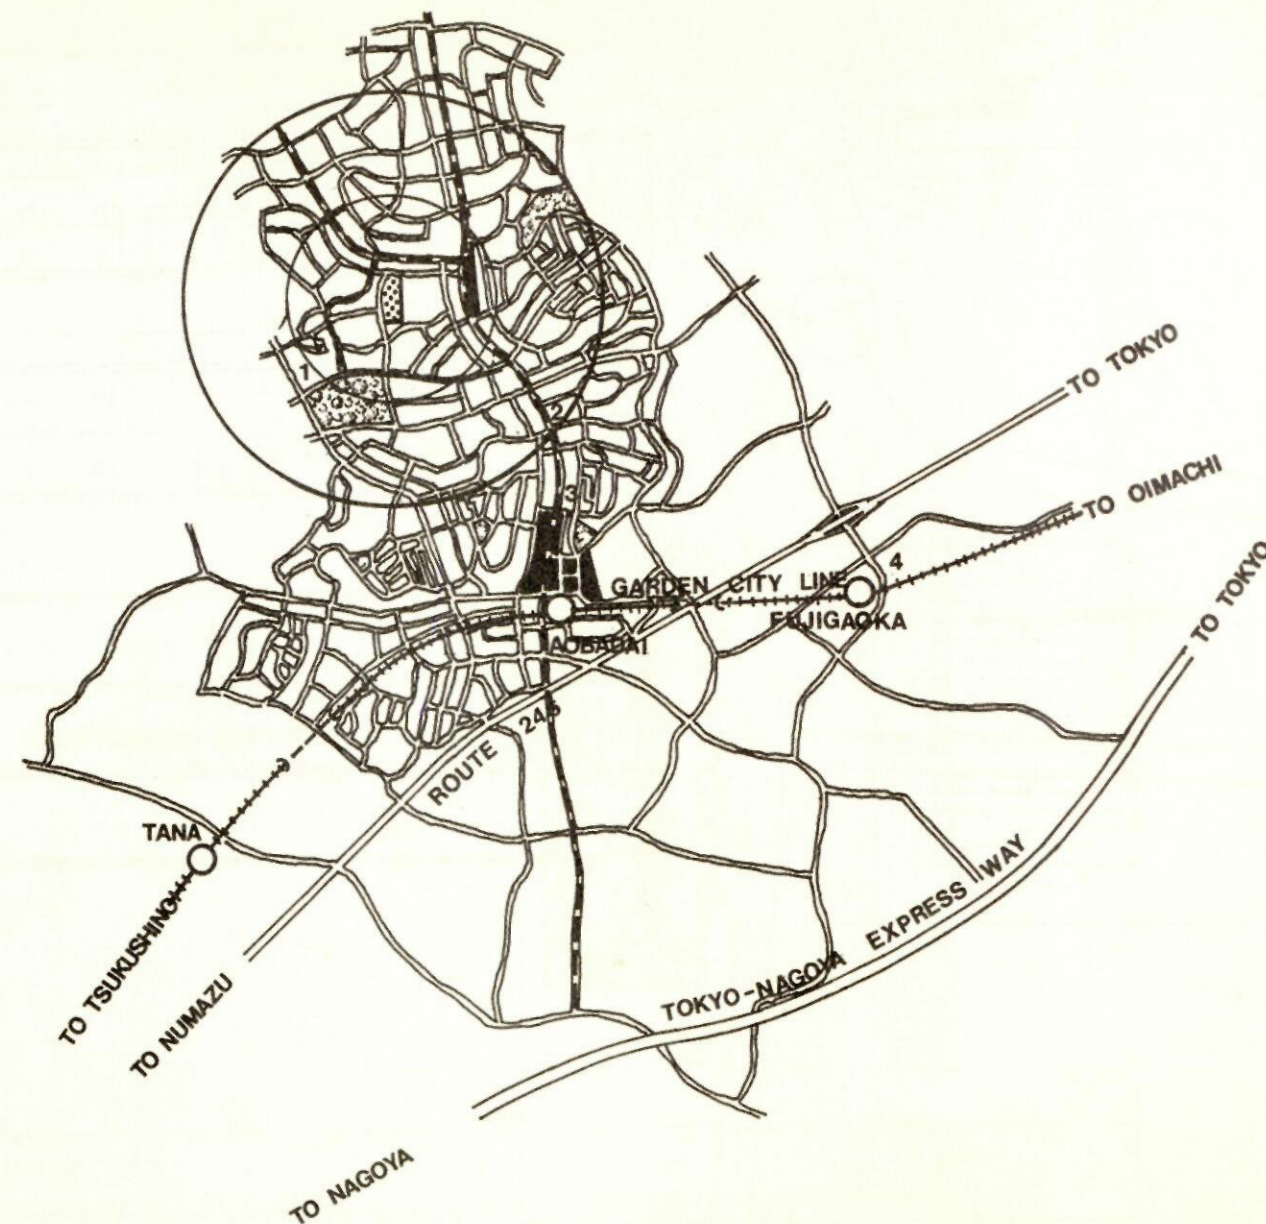 1
2
3
TO TOKYO
TO OIMACHI
4
GARDEN CITY LINE
FUJIGAOKA
AOBADAI
TO TOKYO
ROUTE 246
TANA
TO TSUKUSHINO
TO NUMAZU
TOKYO-NAGOYA EXPRESS WAY
TO NAGOYA